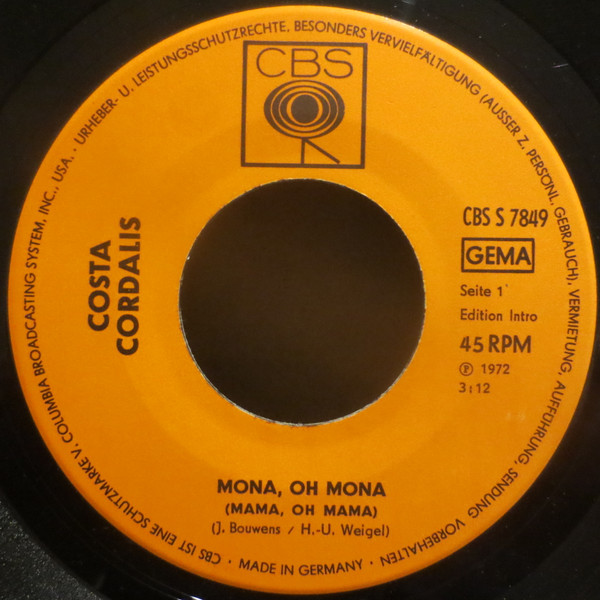 CBS
CBS S 7849
GEMA
Seite 1
Edition Intro
45 RPM
Ⓟ 1972
3:12
COSTA
CORDALIS
MONA, OH MONA
(MAMA, OH MAMA)
(J. Bouwens / H.-U. Weigel)
CBS IST EINE SCHUTZMARKE V. COLUMBIA BROADCASTING SYSTEM, INC., USA. · URHEBER- U. LEISTUNGSSCHUTZRECHTE, BESONDERS VERVIELFÄLTIGUNG (AUSSER Z. PERSÖNL. GEBRAUCH), VERMIETUNG, AUFFÜHRUNG, SENDUNG VORBEHALTEN
· MADE IN GERMANY ·